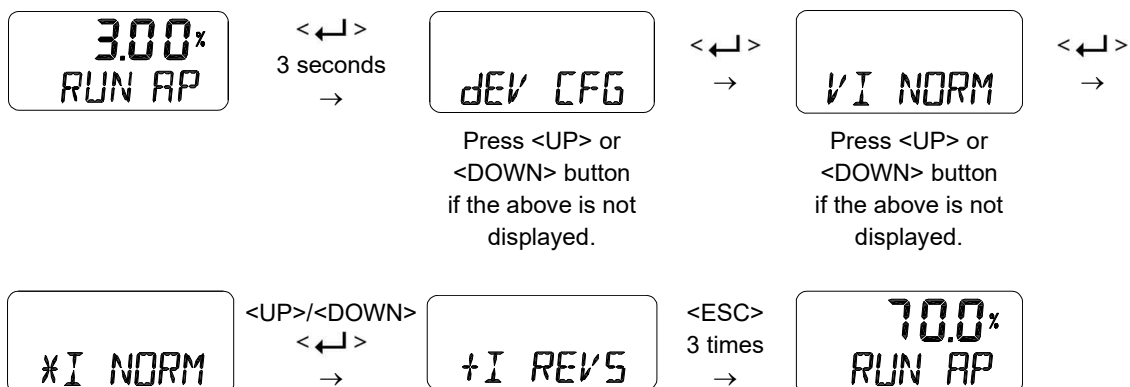 3.00%
RUN AP
<↵>
3 seconds
→
dEV CFG
Press <UP> or
<DOWN> button
if the above is not
displayed.
<↵>
→
VI NORM
Press <UP> or
<DOWN> button
if the above is not
displayed.
<↵>
→
*I NORM
<UP>/<DOWN>
<↵>
→
+I REVS
<ESC>
3 times
→
70.0%
RUN AP